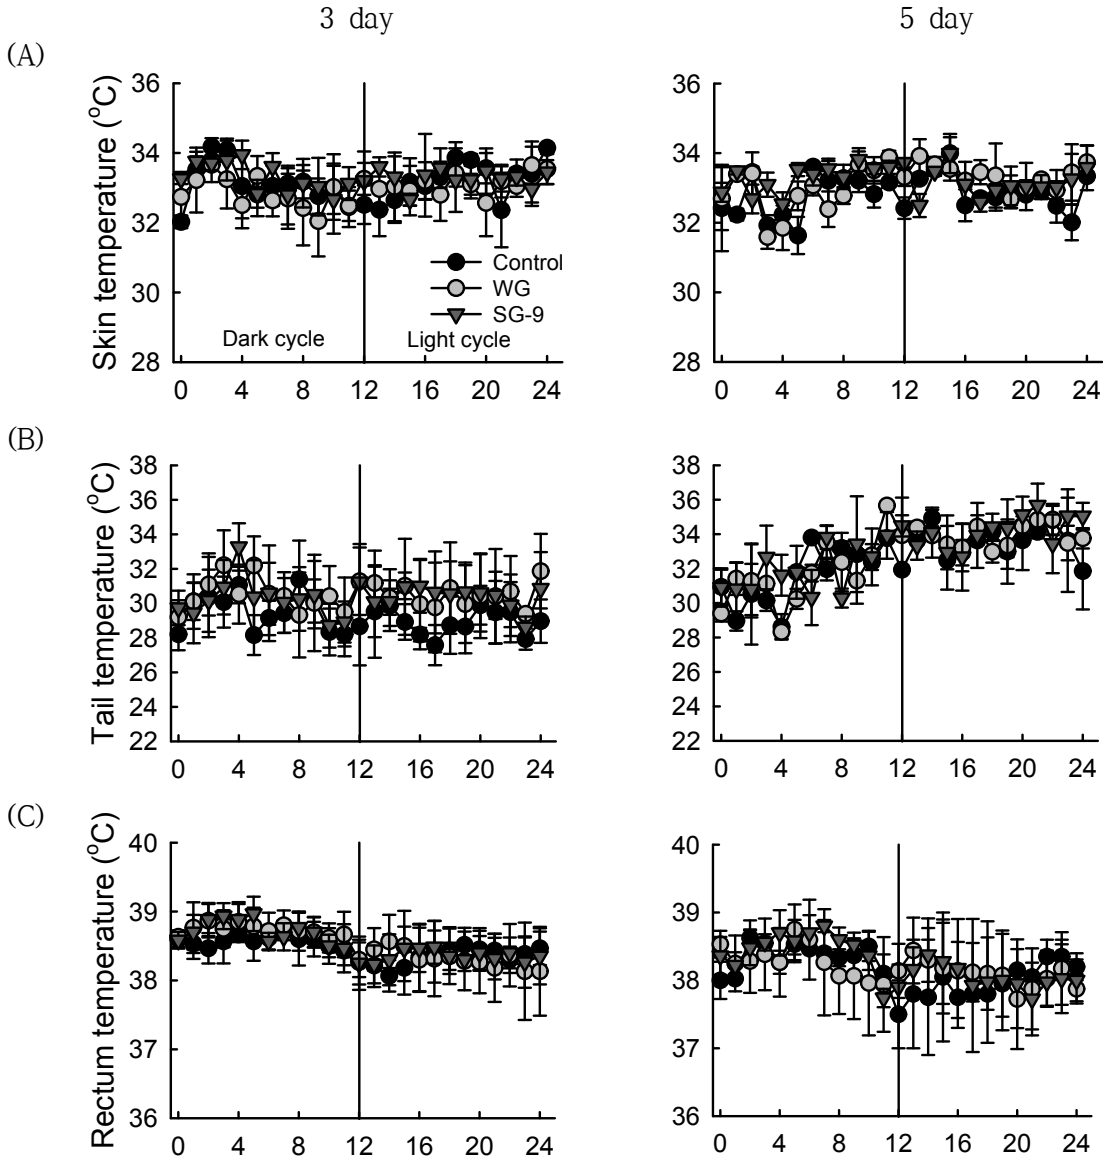 3 day
5 day
(A)
Skin temperature (°C)
36
34
32
30
28
Control
WG
SG-9
Dark cycle
Light cycle
0 4 8 12 16 20 24
36
34
32
30
28
0 4 8 12 16 20 24
(B)
Tail temperature (°C)
38
36
34
32
30
28
26
24
22
0 4 8 12 16 20 24
38
36
34
32
30
28
26
24
22
0 4 8 12 16 20 24
(C)
Rectum temperature (°C)
40
39
38
37
36
0 4 8 12 16 20 24
40
39
38
37
36
0 4 8 12 16 20 24